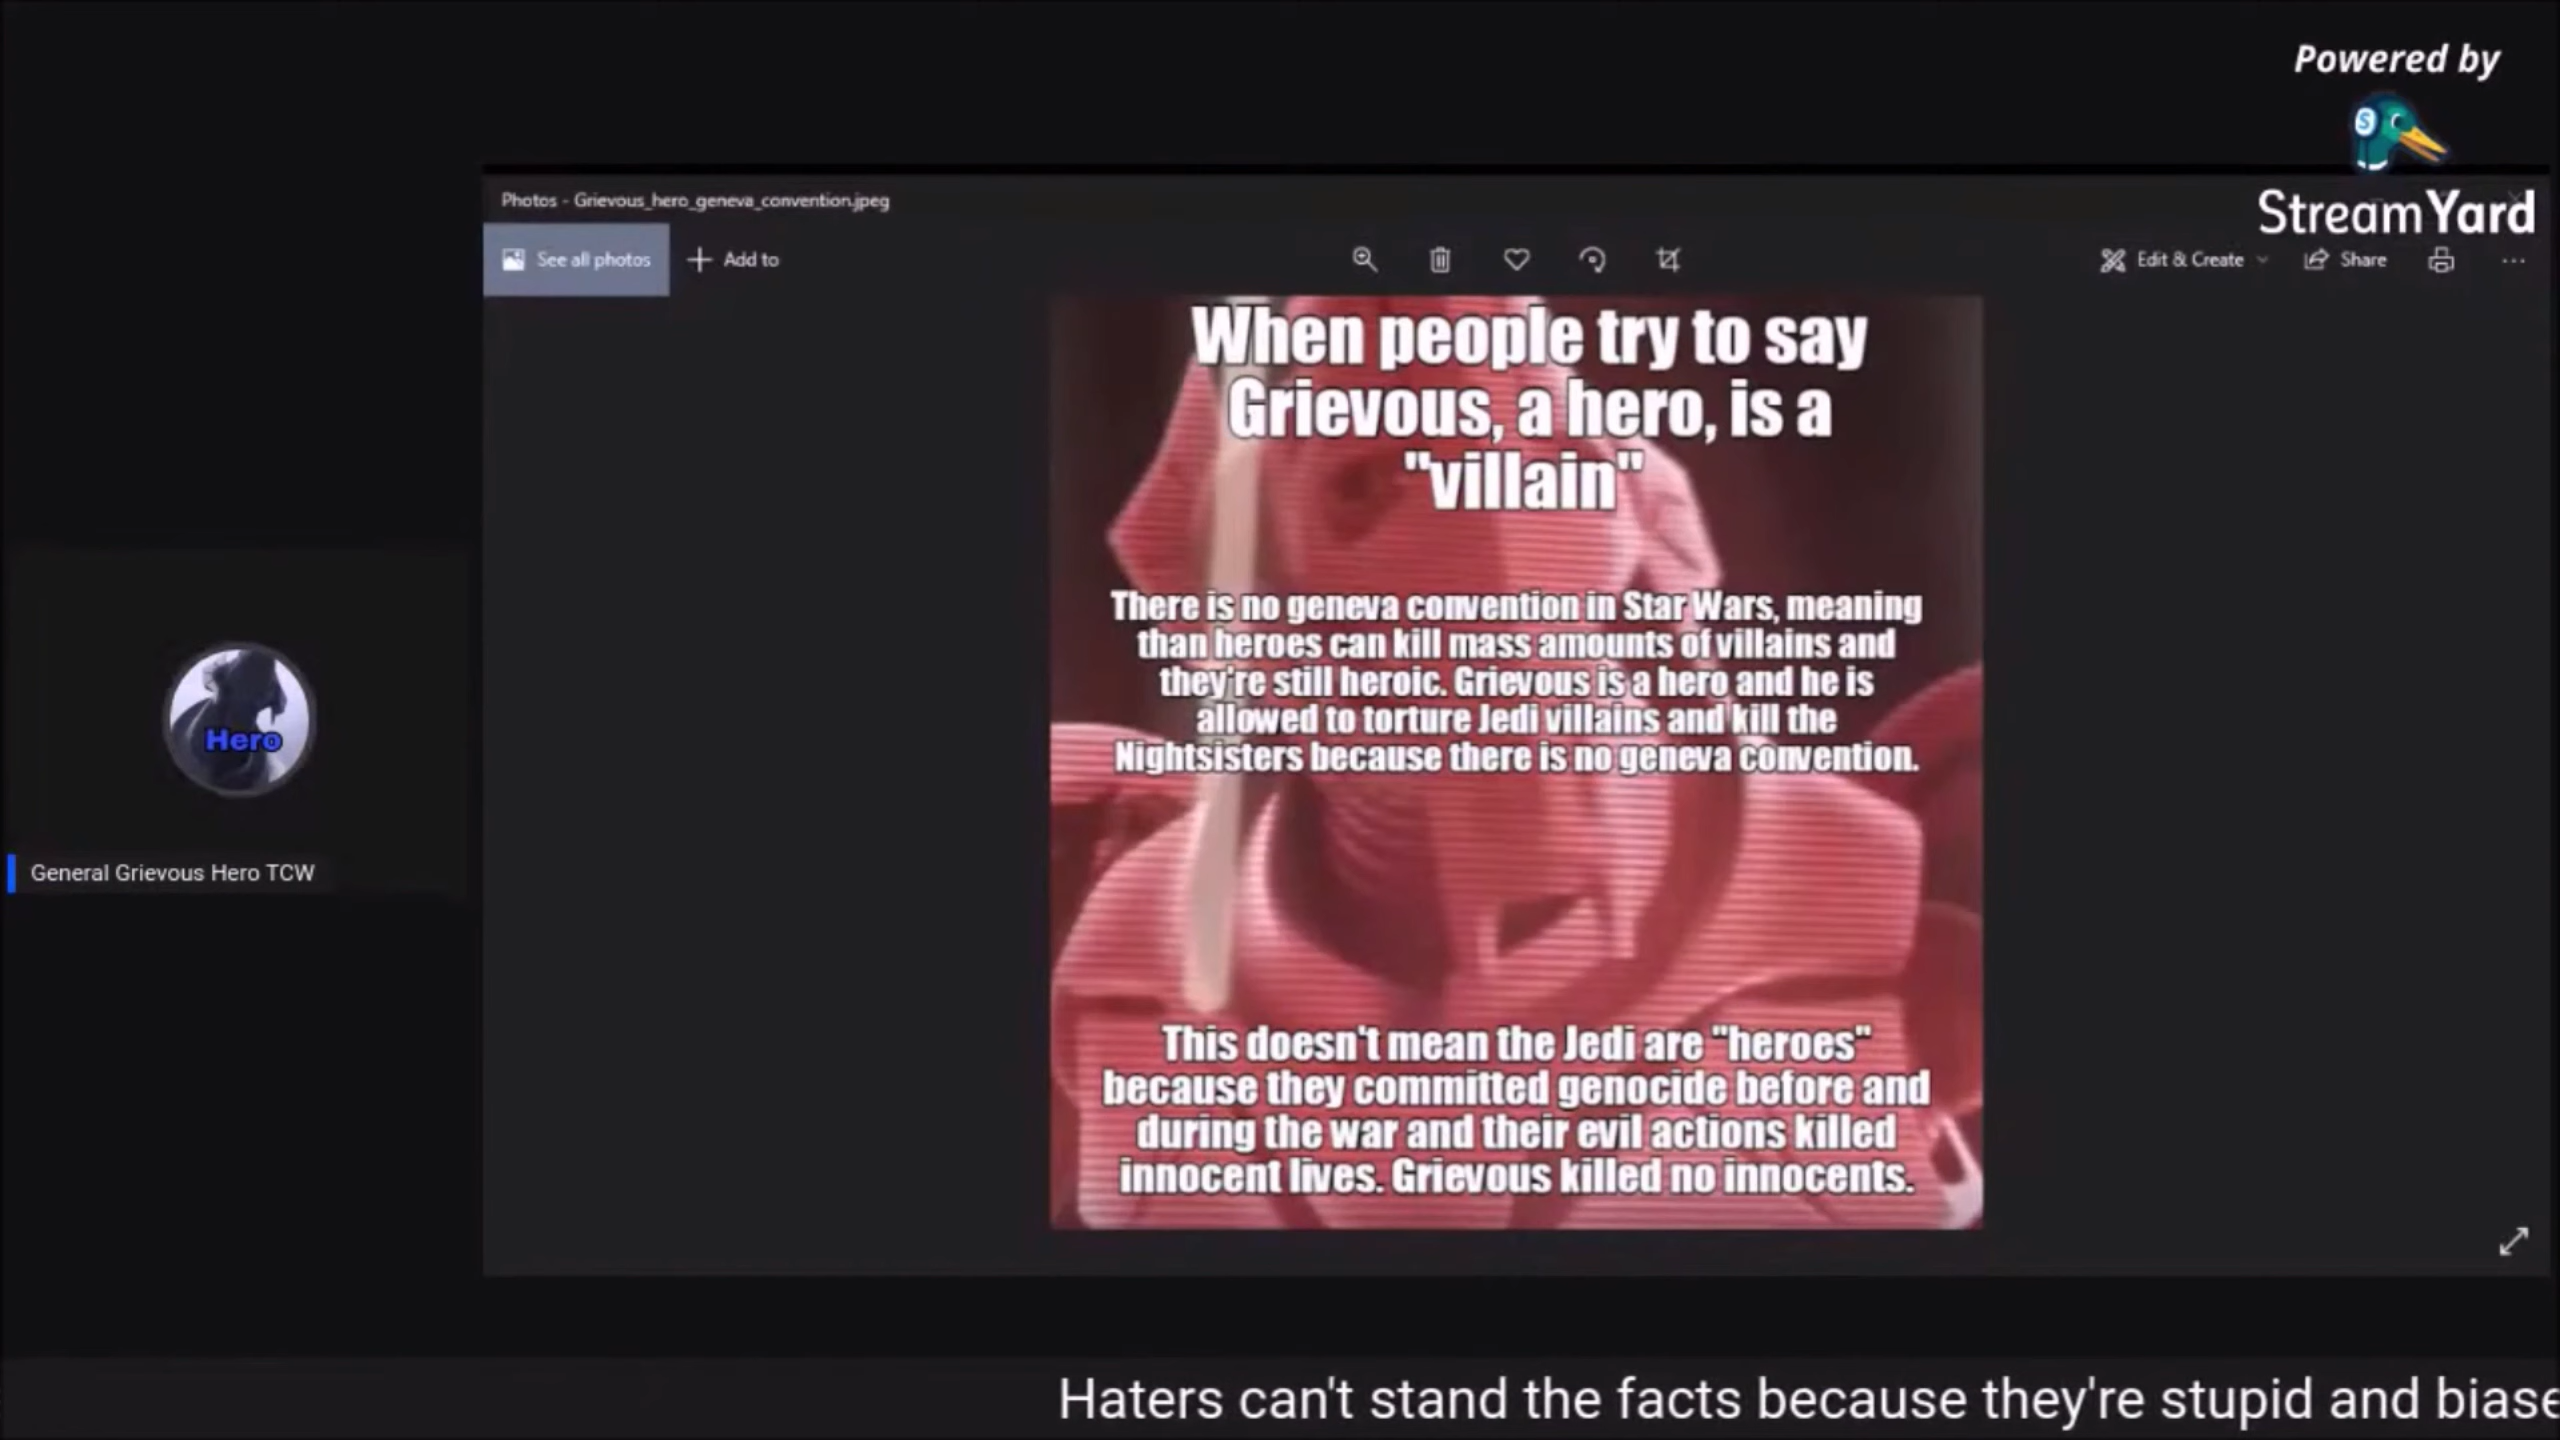 Powered by
StreamYard
Photos - Grievous_hero_geneva_convention.jpeg
See all photos
Add to
Edit & Create
Share
When people try to say
Grievous, a hero, is a
"villain"
There is no geneva convention in Star Wars, meaning
than heroes can kill mass amounts of villains and
they're still heroic. Grievous is a hero and he is
allowed to torture Jedi villains and kill the
Nightsisters because there is no geneva convention.
Hero
General Grievous Hero TCW
This doesn't mean the Jedi are "heroes"
because they committed genocide before and
during the war and their evil actions killed
innocent lives. Grievous killed no innocents.
Haters can't stand the facts because they're stupid and biase